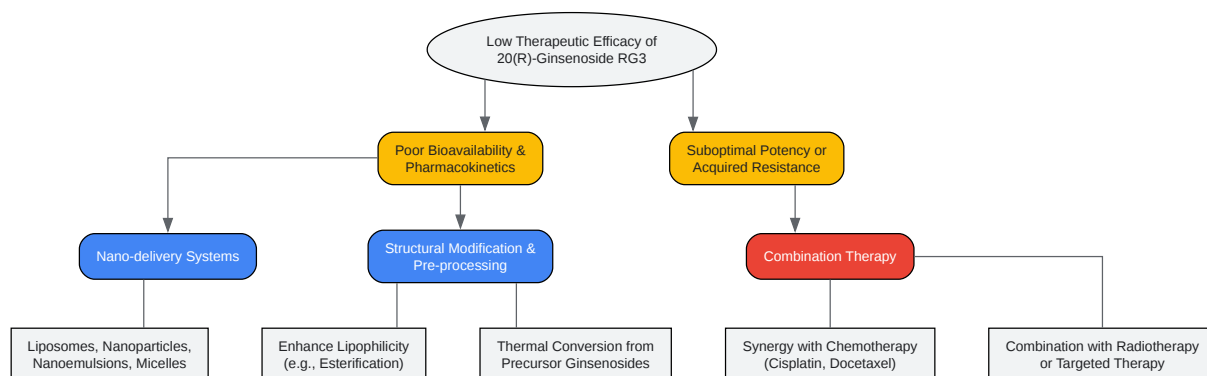 Low Therapeutic Efficacy of
20(R)-Ginsenoside RG3
Poor Bioavailability &
Pharmacokinetics
Suboptimal Potency or
Acquired Resistance
Nano-delivery Systems
Structural Modification &
Pre-processing
Combination Therapy
Liposomes, Nanoparticles,
Nanoemulsions, Micelles
Enhance Lipophilicity
(e.g., Esterification)
Thermal Conversion from
Precursor Ginsenosides
Synergy with Chemotherapy
(Cisplatin, Docetaxel)
Combination with Radiotherapy
or Targeted Therapy